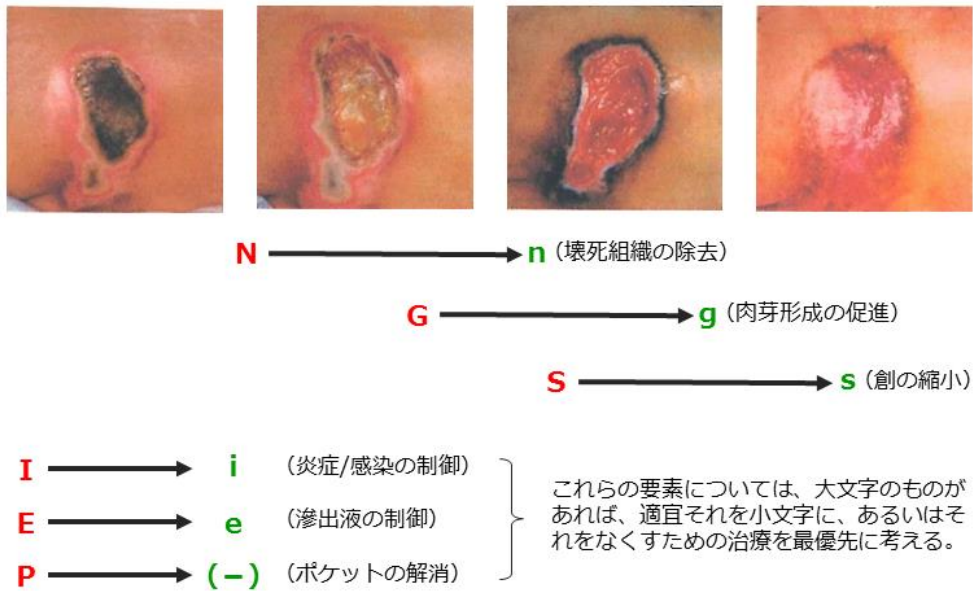 N n (壊死組織の除去)
G g (肉芽形成の促進)
S s (創の縮小)
I i (炎症/感染の制御)
E e (滲出液の制御)
P (-) (ポケットの解消)
これらの要素については、大文字のものが
あれば、適宜それを小文字に、あるいはそ
れをなくすための治療を最優先に考える。